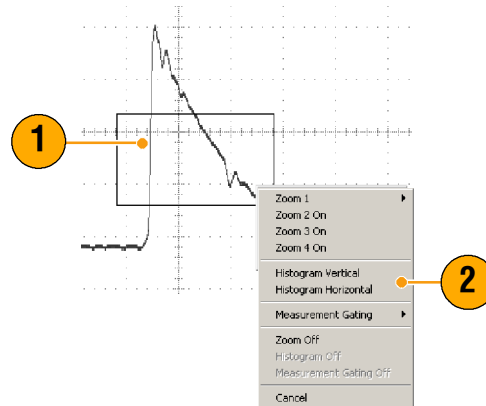 1
Zoom 1
Zoom 2 On
Zoom 3 On
Zoom 4 On
Histogram Vertical
Histogram Horizontal
2
Measurement Gating
Zoom Off
Histogram Off
Measurement Gating Off
Cancel